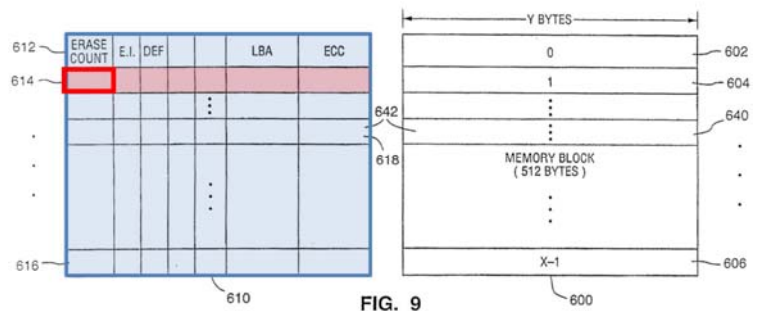 Y BYTES
612
ERASE COUNT
E.I.
DEF
LBA
ECC
0
602
614
1
604
642
640
618
MEMORY BLOCK
( 512 BYTES )
616
X-1
606
610
600
FIG. 9